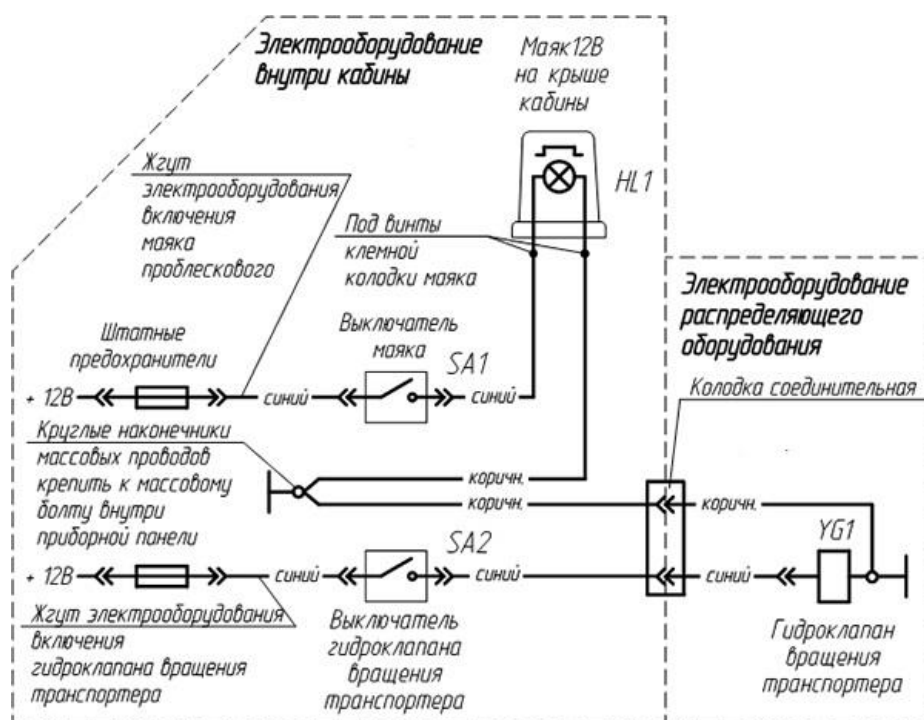 Электрооборудование
внутри кабины
Маяк12В
на крыше
кабины
HL1
Жгут
электрооборудования
включения
маяка
проблескового
Под винты
клемной
колодки маяка
Электрооборудование
распределяющего
оборудования
Штатные
предохранители
Выключатель
маяка
SA1
+ 12В
синий
синий
Колодка соединительная
Круглые наконечники
массовых проводов
крепить к массовому
болту внутри
приборной панели
коричн.
коричн.
коричн.
YG1
SA2
+ 12В
синий
синий
синий
Жгут электрооборудования
включения
гидроклапана вращения
транспортера
Выключатель
гидроклапана
вращения
транспортера
Гидроклапан
вращения
транспортера